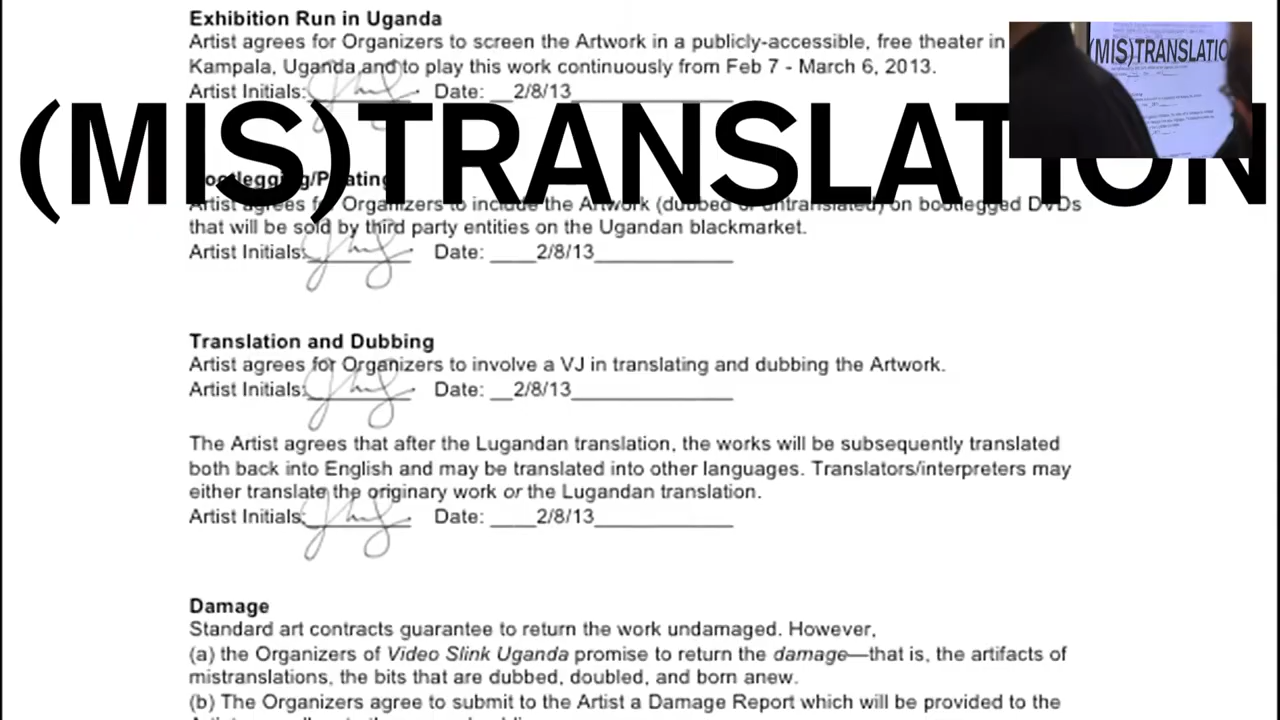 Exhibition Run in Uganda
Artist agrees for Organizers to screen the Artwork in a publicly-accessible, free theater in
Kampala, Uganda and to play this work continuously from Feb 7 - March 6, 2013.
Artist Initials: Date: __2/8/13
(MIS)TRANSLATION
(MIS)TRANSLATIO
Bootlegging/Pirating
Artist agrees for Organizers to include the Artwork (dubbed or untranslated) on bootlegged DVDs
that will be sold by third party entities on the Ugandan blackmarket.
Artist Initials: Date: ____2/8/13
Translation and Dubbing
Artist agrees for Organizers to involve a VJ in translating and dubbing the Artwork.
Artist Initials: Date: __2/8/13
The Artist agrees that after the Lugandan translation, the works will be subsequently translated
both back into English and may be translated into other languages. Translators/interpreters may
either translate the originary work or the Lugandan translation.
Artist Initials: Date: ____2/8/13
Damage
Standard art contracts guarantee to return the work undamaged. However,
(a) the Organizers of Video Slink Uganda promise to return the damage—that is, the artifacts of
mistranslations, the bits that are dubbed, doubled, and born anew.
(b) The Organizers agree to submit to the Artist a Damage Report which will be provided to the